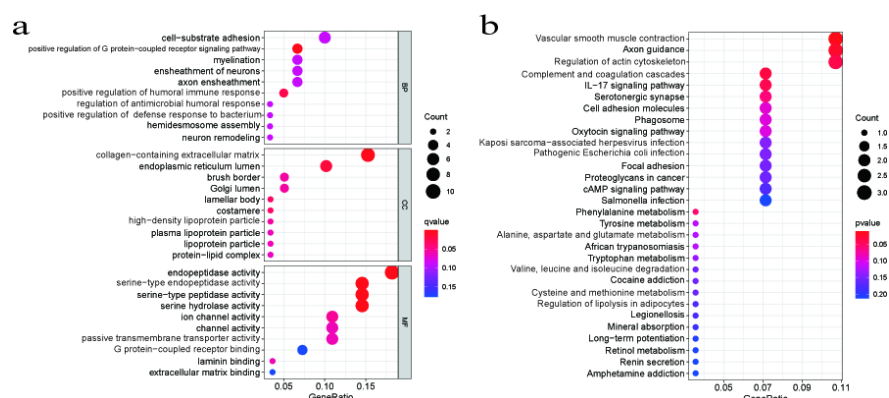 a
cell-substrate adhesion
positive regulation of G protein-coupled receptor signaling pathway
myelination
ensheathment of neurons
axon ensheathment
positive regulation of humoral immune response
regulation of antimicrobial humoral response
positive regulation of defense response to bacterium
hemidesmosome assembly
neuron remodeling
BP
collagen-containing extracellular matrix
endoplasmic reticulum lumen
brush border
Golgi lumen
lamellar body
costamere
high-density lipoprotein particle
plasma lipoprotein particle
lipoprotein particle
protein-lipid complex
CC
endopeptidase activity
serine-type endopeptidase activity
serine-type peptidase activity
serine hydrolase activity
ion channel activity
channel activity
passive transmembrane transporter activity
G protein-coupled receptor binding
laminin binding
extracellular matrix binding
MF
0.05 0.10 0.15
GeneRatio
Count
2
4
6
8
10
qvalue
0.05
0.10
0.15
b
Vascular smooth muscle contraction
Axon guidance
Regulation of actin cytoskeleton
Complement and coagulation cascades
IL-17 signaling pathway
Serotonergic synapse
Cell adhesion molecules
Phagosome
Oxytocin signaling pathway
Kaposi sarcoma-associated herpesvirus infection
Pathogenic Escherichia coli infection
Focal adhesion
Proteoglycans in cancer
cAMP signaling pathway
Salmonella infection
Phenylalanine metabolism
Tyrosine metabolism
Alanine, aspartate and glutamate metabolism
African trypanosomiasis
Tryptophan metabolism
Valine, leucine and isoleucine degradation
Cocaine addiction
Cysteine and methionine metabolism
Regulation of lipolysis in adipocytes
Legionellosis
Mineral absorption
Long-term potentiation
Retinol metabolism
Renin secretion
Amphetamine addiction
0.05 0.07 0.09 0.11
GeneRatio
Count
1.0
1.5
2.0
2.5
3.0
pvalue
0.05
0.10
0.15
0.20